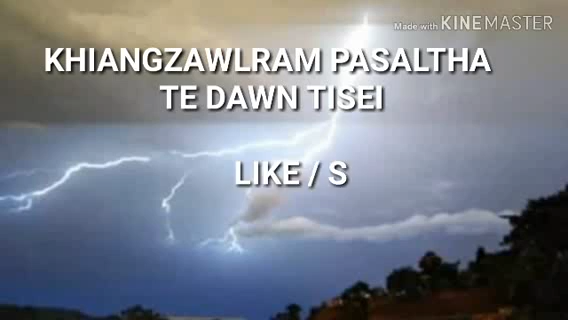 Made with KINEMASTER
KHIANGZAWLRAM PASALTHA
TE DAWN TISEI
LIKE / S